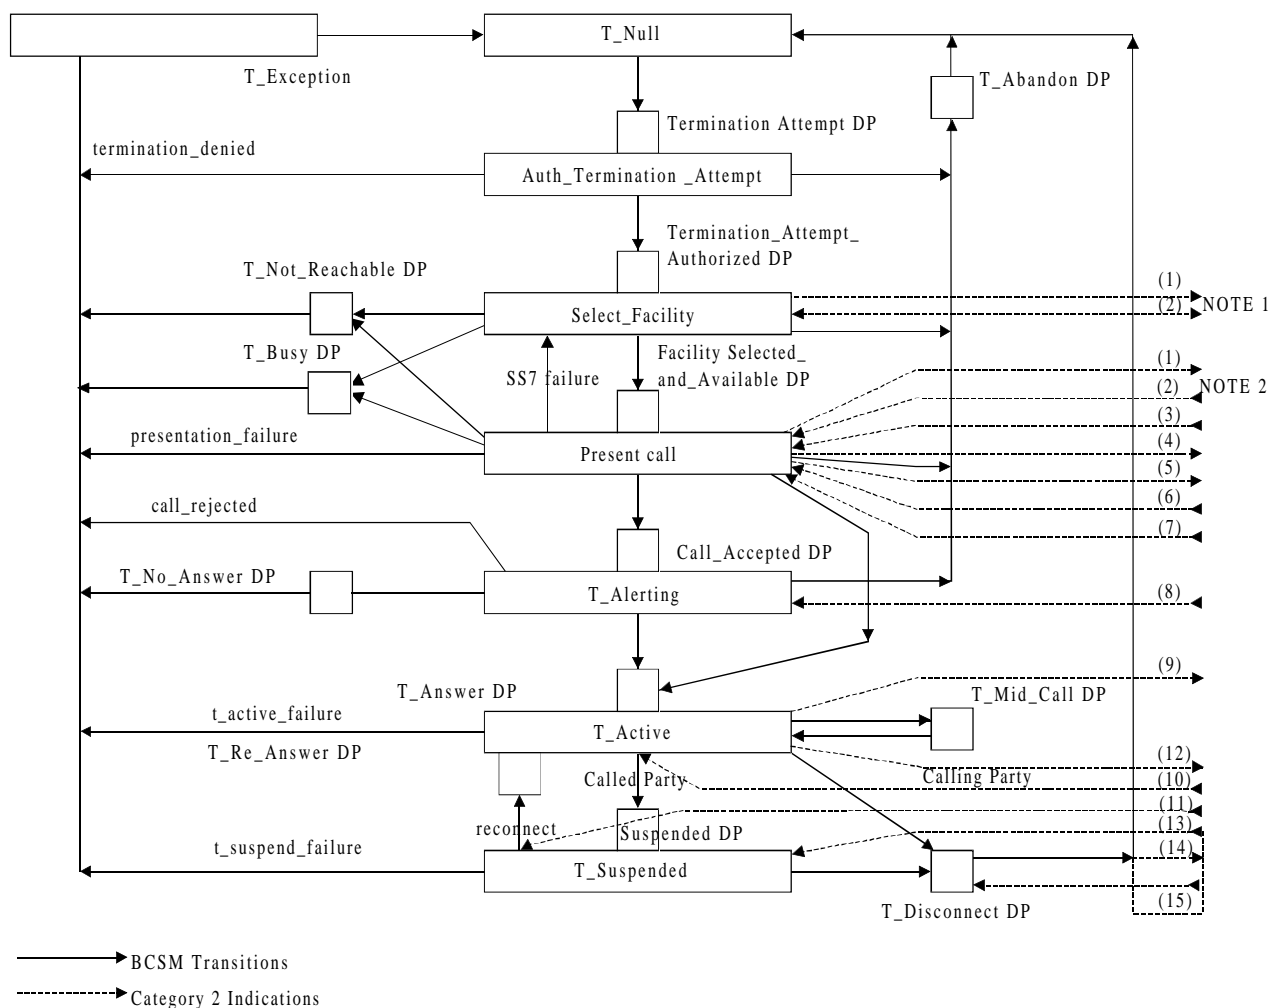 T_Null
T_Exception
T_Abandon DP
Termination Attempt DP
termination_denied
Auth_Termination _Attempt
Termination_Attempt_
Authorized DP
T_Not_Reachable DP
(1)
(2)
NOTE 1
Select_Facility
T_Busy DP
SS7 failure
Facility Selected_
and_Available DP
(1)
(2)
NOTE 2
(3)
presentation_failure
Present call
(4)
(5)
(6)
call_rejected
(7)
Call_Accepted DP
T_No_Answer DP
T_Alerting
(8)
(9)
T_Answer DP
T_Mid_Call DP
t_active_failure
T_Active
T_Re_Answer DP
(12)
Called Party
Calling Party
(10)
(11)
reconnect
Suspended DP
(13)
t_suspend_failure
(14)
T_Suspended
(15)
T_Disconnect DP
BCSM Transitions
Category 2 Indications